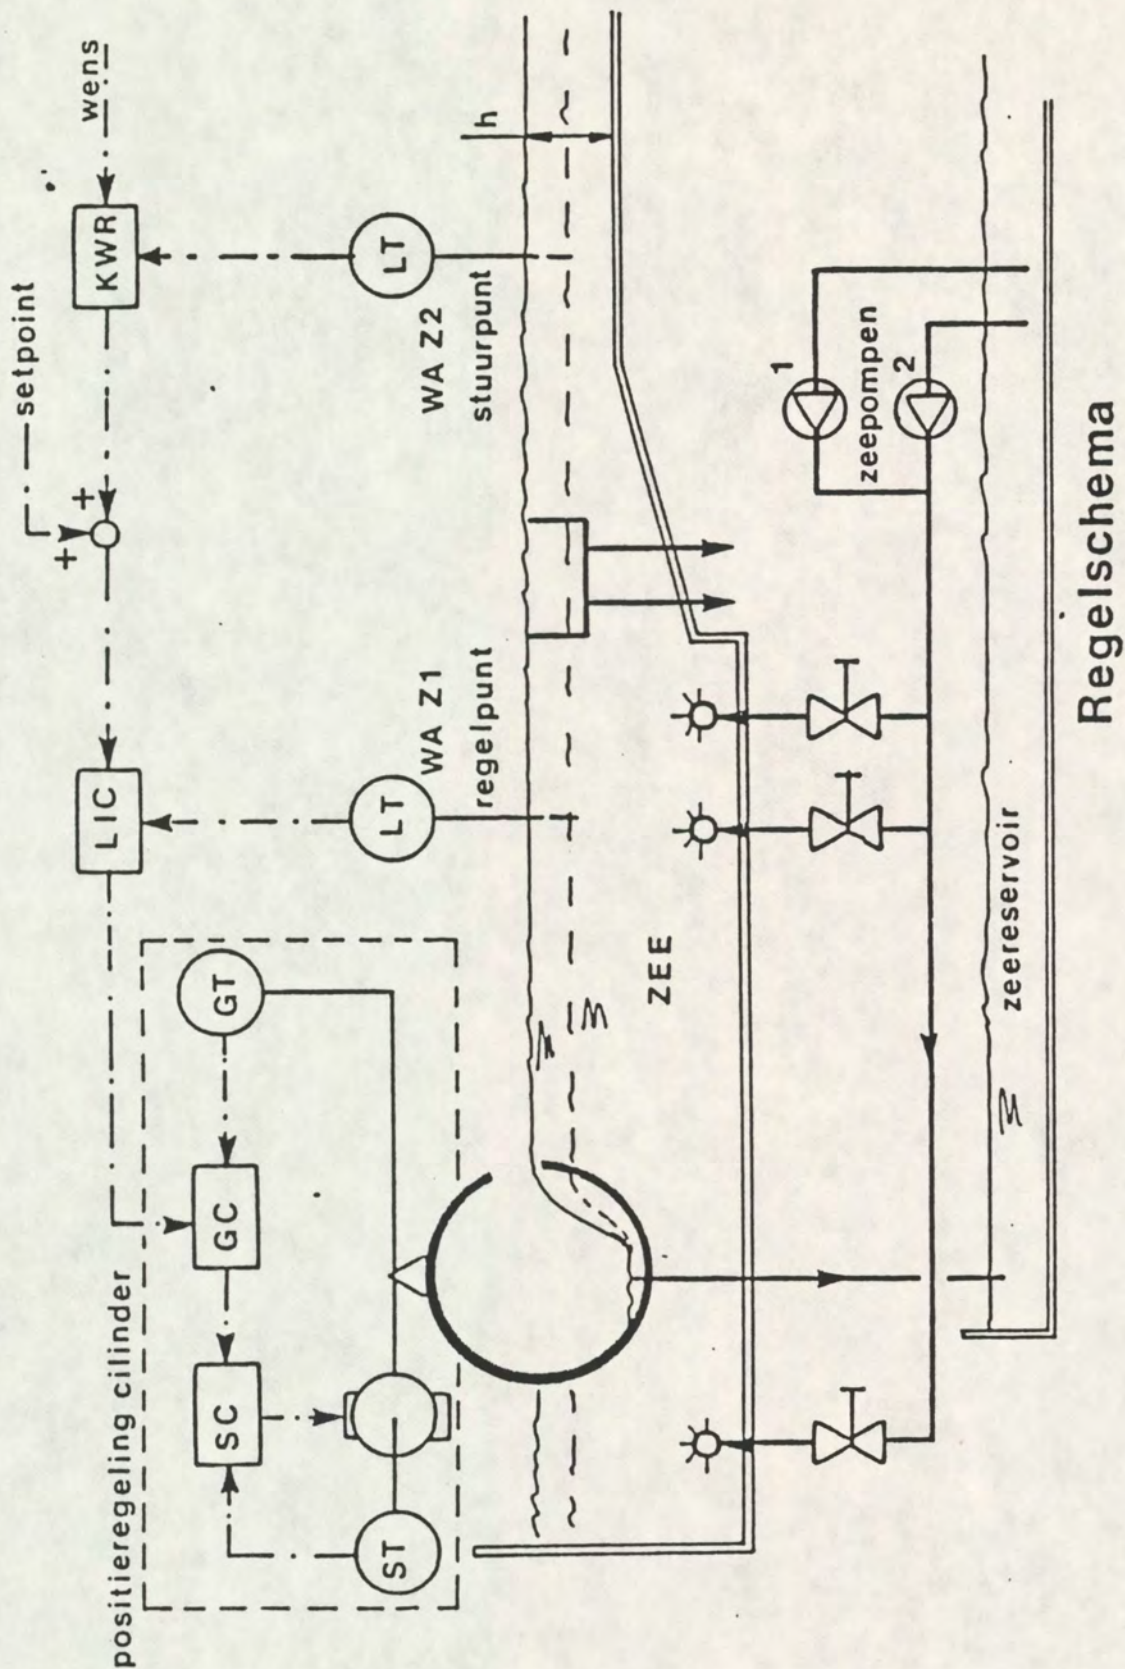 setpoint
wens
KWR
+
+
LIC
LT
WA Z2
stuurpunt
h
LT
WA Z1
regelpunt
positieregeling cilinder
GT
GC
SC
ST
ZEE
1
zeepompen
2
zeereservoir
Regelschema